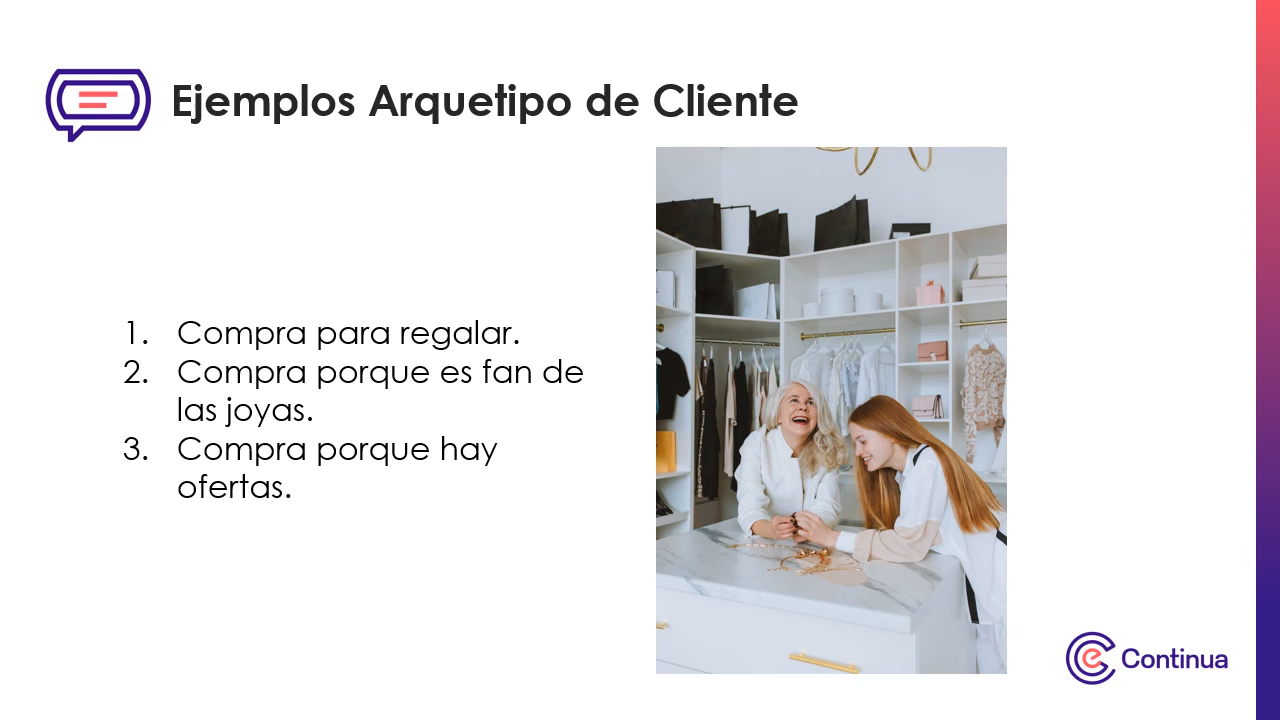 Ejemplos Arquetipo de Cliente
1. Compra para regalar.
2. Compra porque es fan de
las joyas.
3. Compra porque hay
ofertas.
Continua